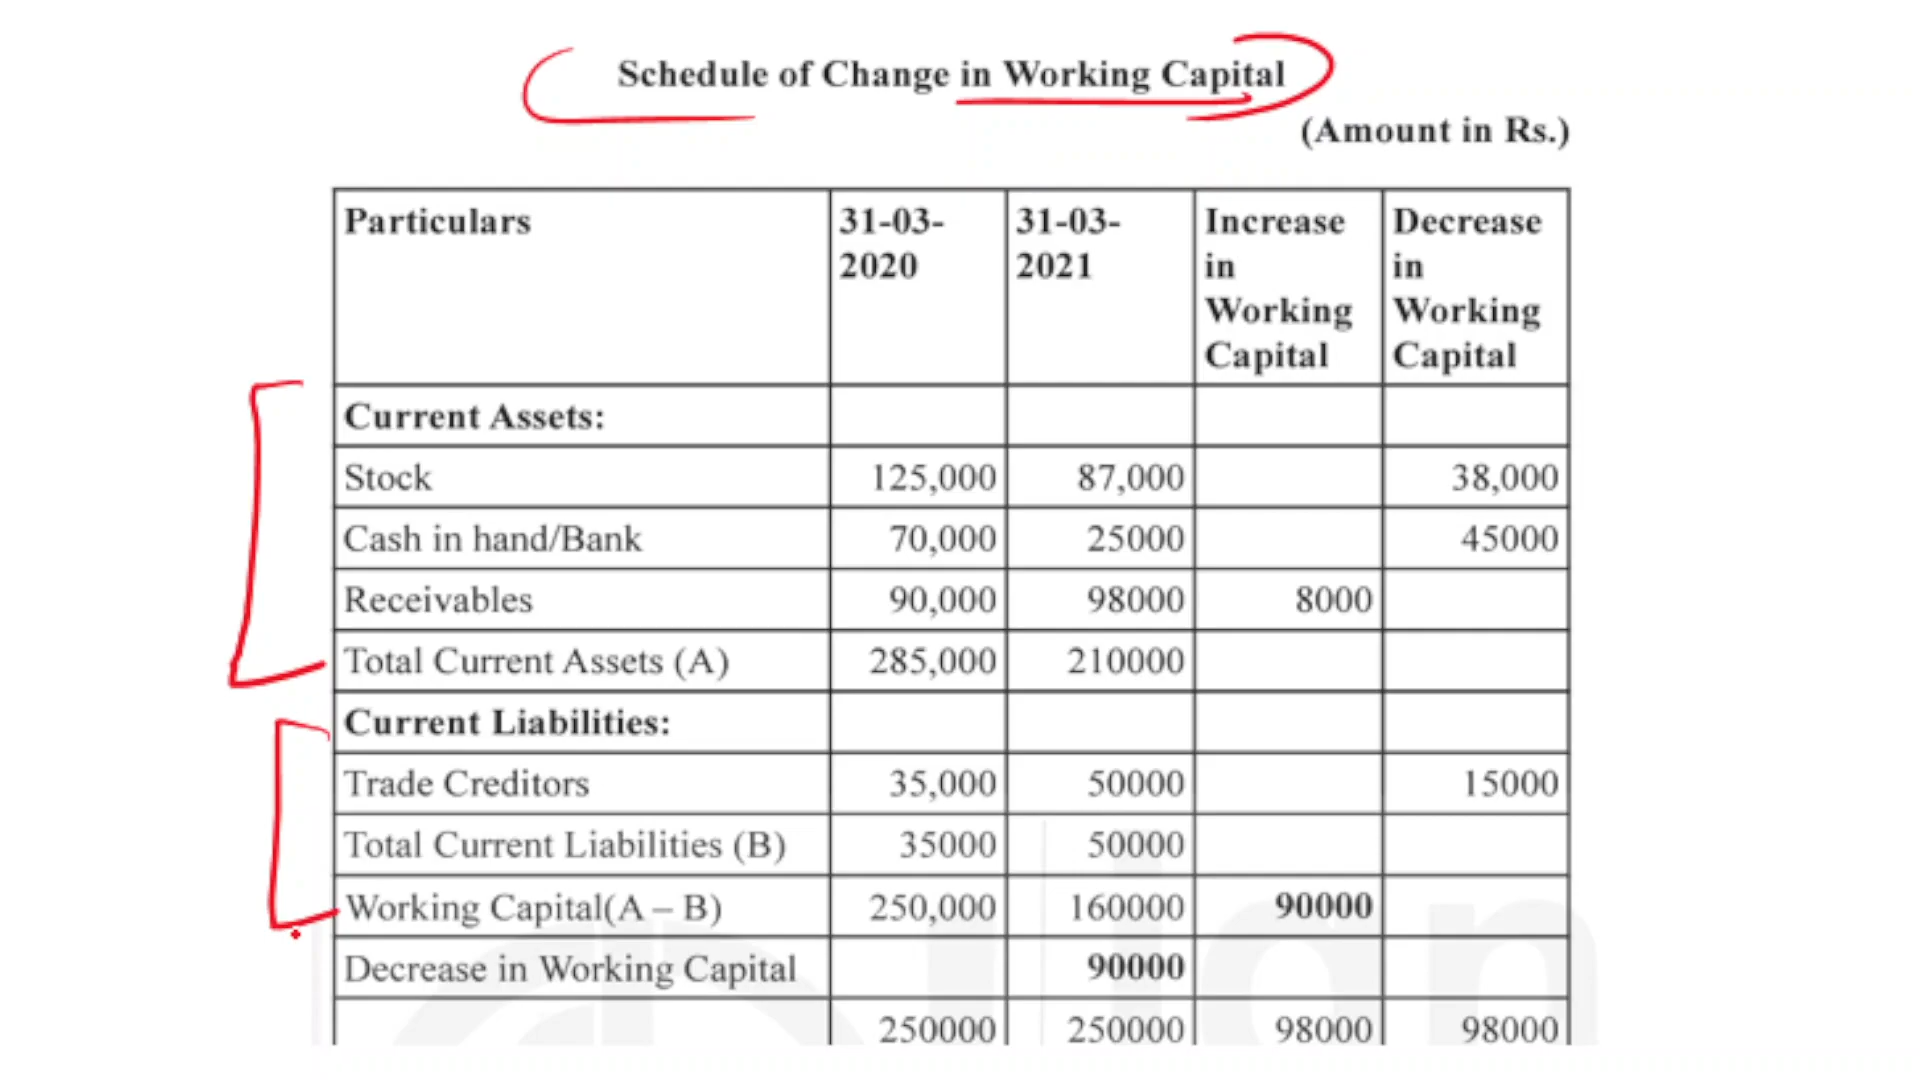 Schedule of Change in Working Capital
(Amount in Rs.)
Particulars 31-03-2020 31-03-2021 Increase in Working Capital Decrease in Working Capital
Current Assets:
Stock 125,000 87,000 38,000
Cash in hand/Bank 70,000 25000 45000
Receivables 90,000 98000 8000
Total Current Assets (A) 285,000 210000
Current Liabilities:
Trade Creditors 35,000 50000 15000
Total Current Liabilities (B) 35000 50000
Working Capital(A – B) 250,000 160000 90000
Decrease in Working Capital 90000
250000 250000 98000 98000